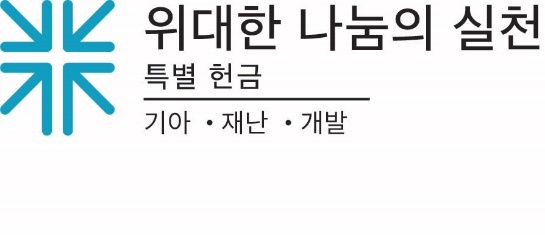 위대한 나눔의 실천
특별 헌금
기아 • 재난 • 개발